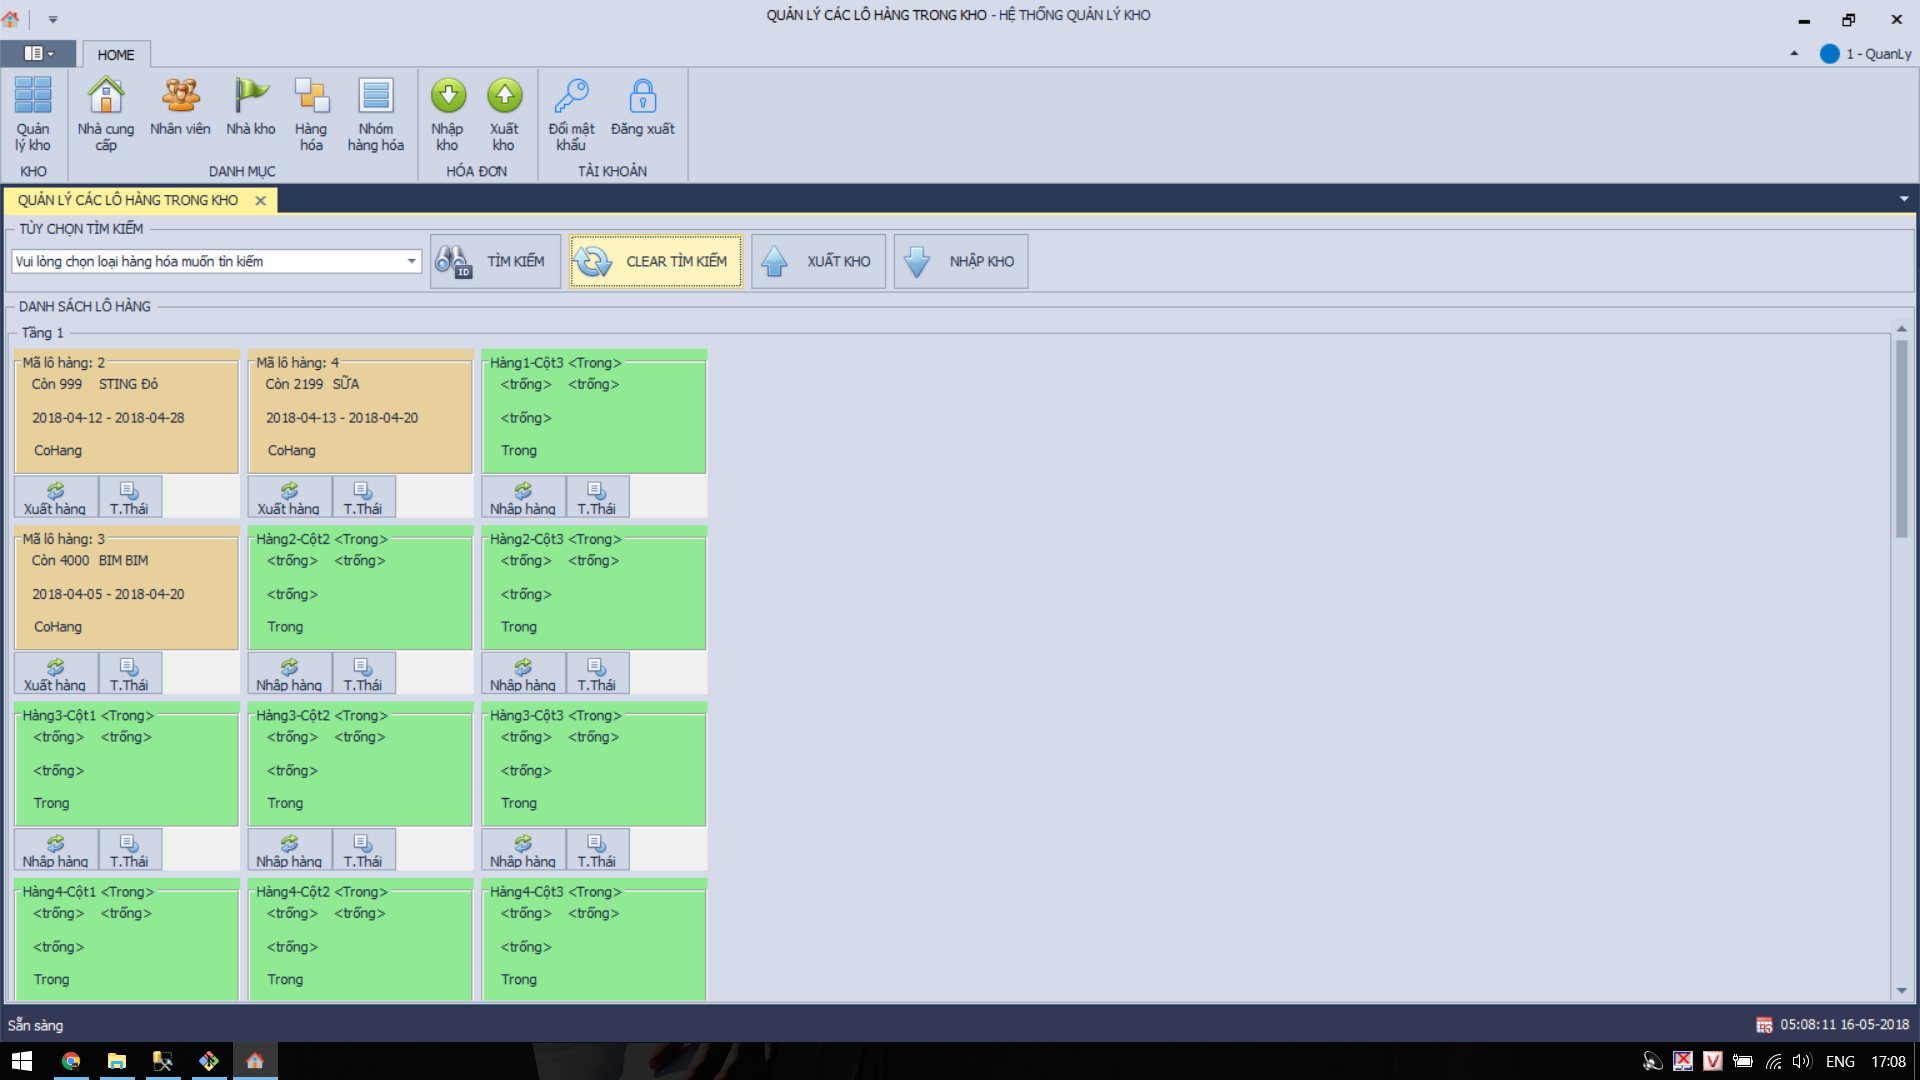 QUẢN LÝ CÁC LÔ HÀNG TRONG KHO - HỆ THỐNG QUẢN LÝ KHO
HOME
1 - QuanLy
Quản lý kho
Nhà cung cấp
Nhân viên
Nhà kho
Hàng hóa
Nhóm hàng hóa
Nhập kho
Xuất kho
Đổi mật khẩu
Đăng xuất
KHO
DANH MỤC
HÓA ĐƠN
TÀI KHOẢN
QUẢN LÝ CÁC LÔ HÀNG TRONG KHO
TÙY CHỌN TÌM KIẾM
Vui lòng chọn loại hàng hóa muốn tìn kiếm
ID
TÌM KIẾM
CLEAR TÌM KIẾM
XUẤT KHO
NHẬP KHO
DANH SÁCH LÔ HÀNG
Tầng 1
Mã lô hàng: 2
Còn 999 STING Đỏ
2018-04-12 - 2018-04-28
CoHang
Xuất hàng T.Thái
Mã lô hàng: 4
Còn 2199 SỮA
2018-04-13 - 2018-04-20
CoHang
Xuất hàng T.Thái
Hàng1-Cột3 <Trong>
<trống> <trống>
<trống>
Trong
Nhập hàng T.Thái
Mã lô hàng: 3
Còn 4000 BIM BIM
2018-04-05 - 2018-04-20
CoHang
Xuất hàng T.Thái
Hàng2-Cột2 <Trong>
<trống> <trống>
<trống>
Trong
Nhập hàng T.Thái
Hàng2-Cột3 <Trong>
<trống> <trống>
<trống>
Trong
Nhập hàng T.Thái
Hàng3-Cột1 <Trong>
<trống> <trống>
<trống>
Trong
Nhập hàng T.Thái
Hàng3-Cột2 <Trong>
<trống> <trống>
<trống>
Trong
Nhập hàng T.Thái
Hàng3-Cột3 <Trong>
<trống> <trống>
<trống>
Trong
Nhập hàng T.Thái
Hàng4-Cột1 <Trong>
<trống> <trống>
<trống>
Trong
Hàng4-Cột2 <Trong>
<trống> <trống>
<trống>
Trong
Hàng4-Cột3 <Trong>
<trống> <trống>
<trống>
Trong
Sẵn sàng
05:08:11 16-05-2018
V
ENG
17:08